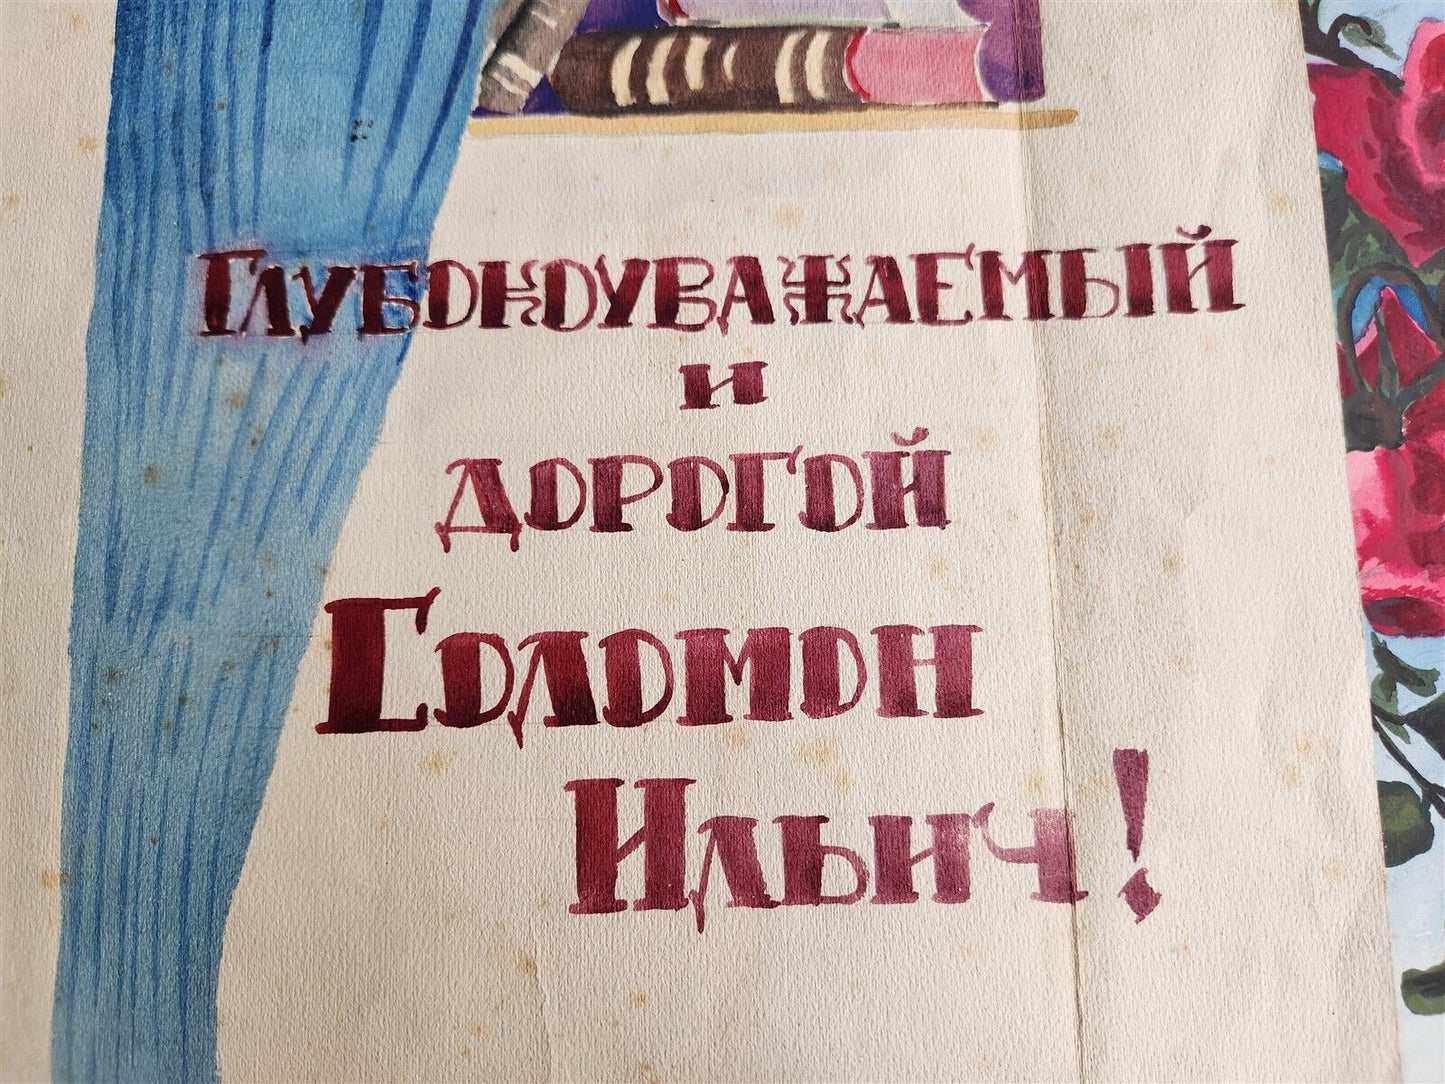 Глубокоуважаемый
и
дорогой
Соломон
Ильич!